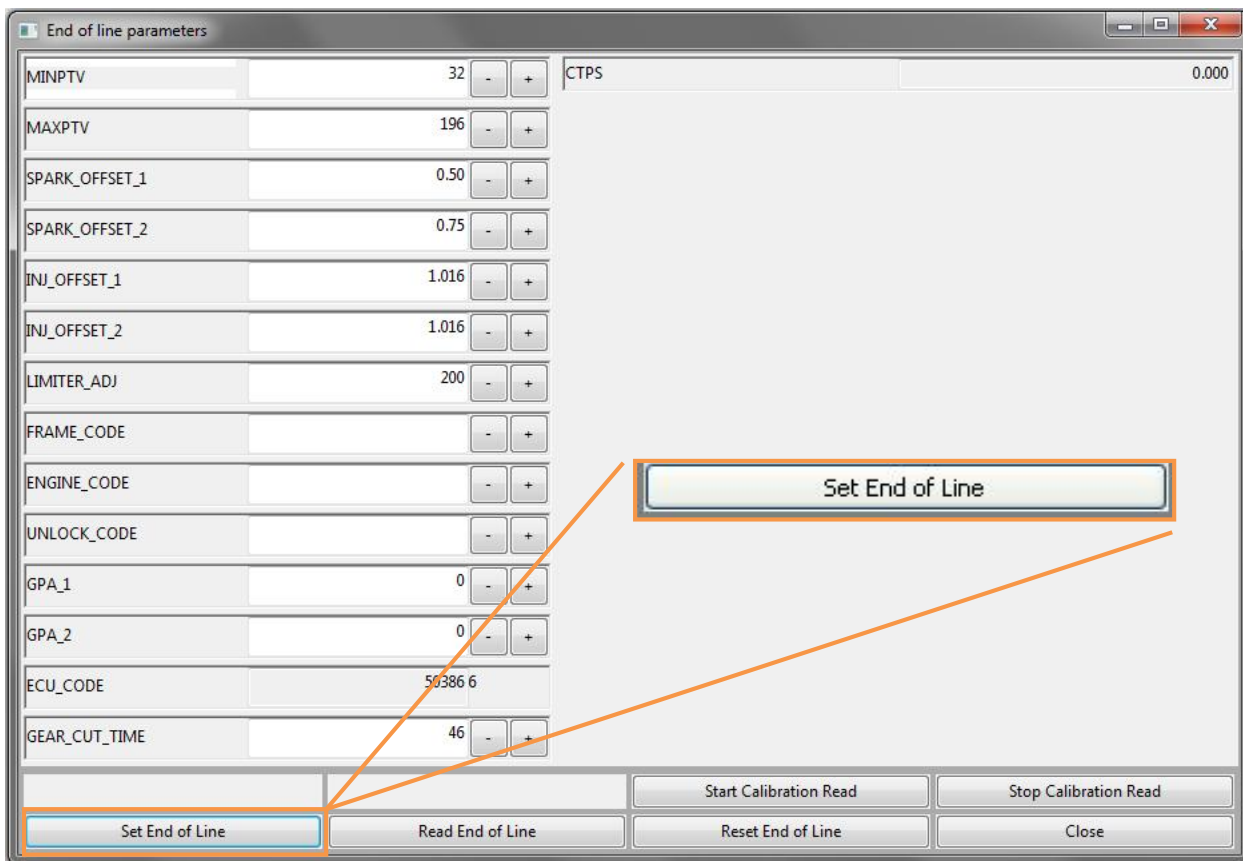 End of line parameters
MINPTV 32 - +
CTPS 0.000
MAXPTV 196 - +
SPARK_OFFSET_1 0.50 - +
SPARK_OFFSET_2 0.75 - +
INJ_OFFSET_1 1.016 - +
INJ_OFFSET_2 1.016 - +
LIMITER_ADJ 200 - +
FRAME_CODE - +
ENGINE_CODE - +
Set End of Line
UNLOCK_CODE - +
GPA_1 0 - +
GPA_2 0 - +
ECU_CODE 50386 6
GEAR_CUT_TIME 46 - +
Start Calibration Read Stop Calibration Read
Set End of Line Read End of Line Reset End of Line Close